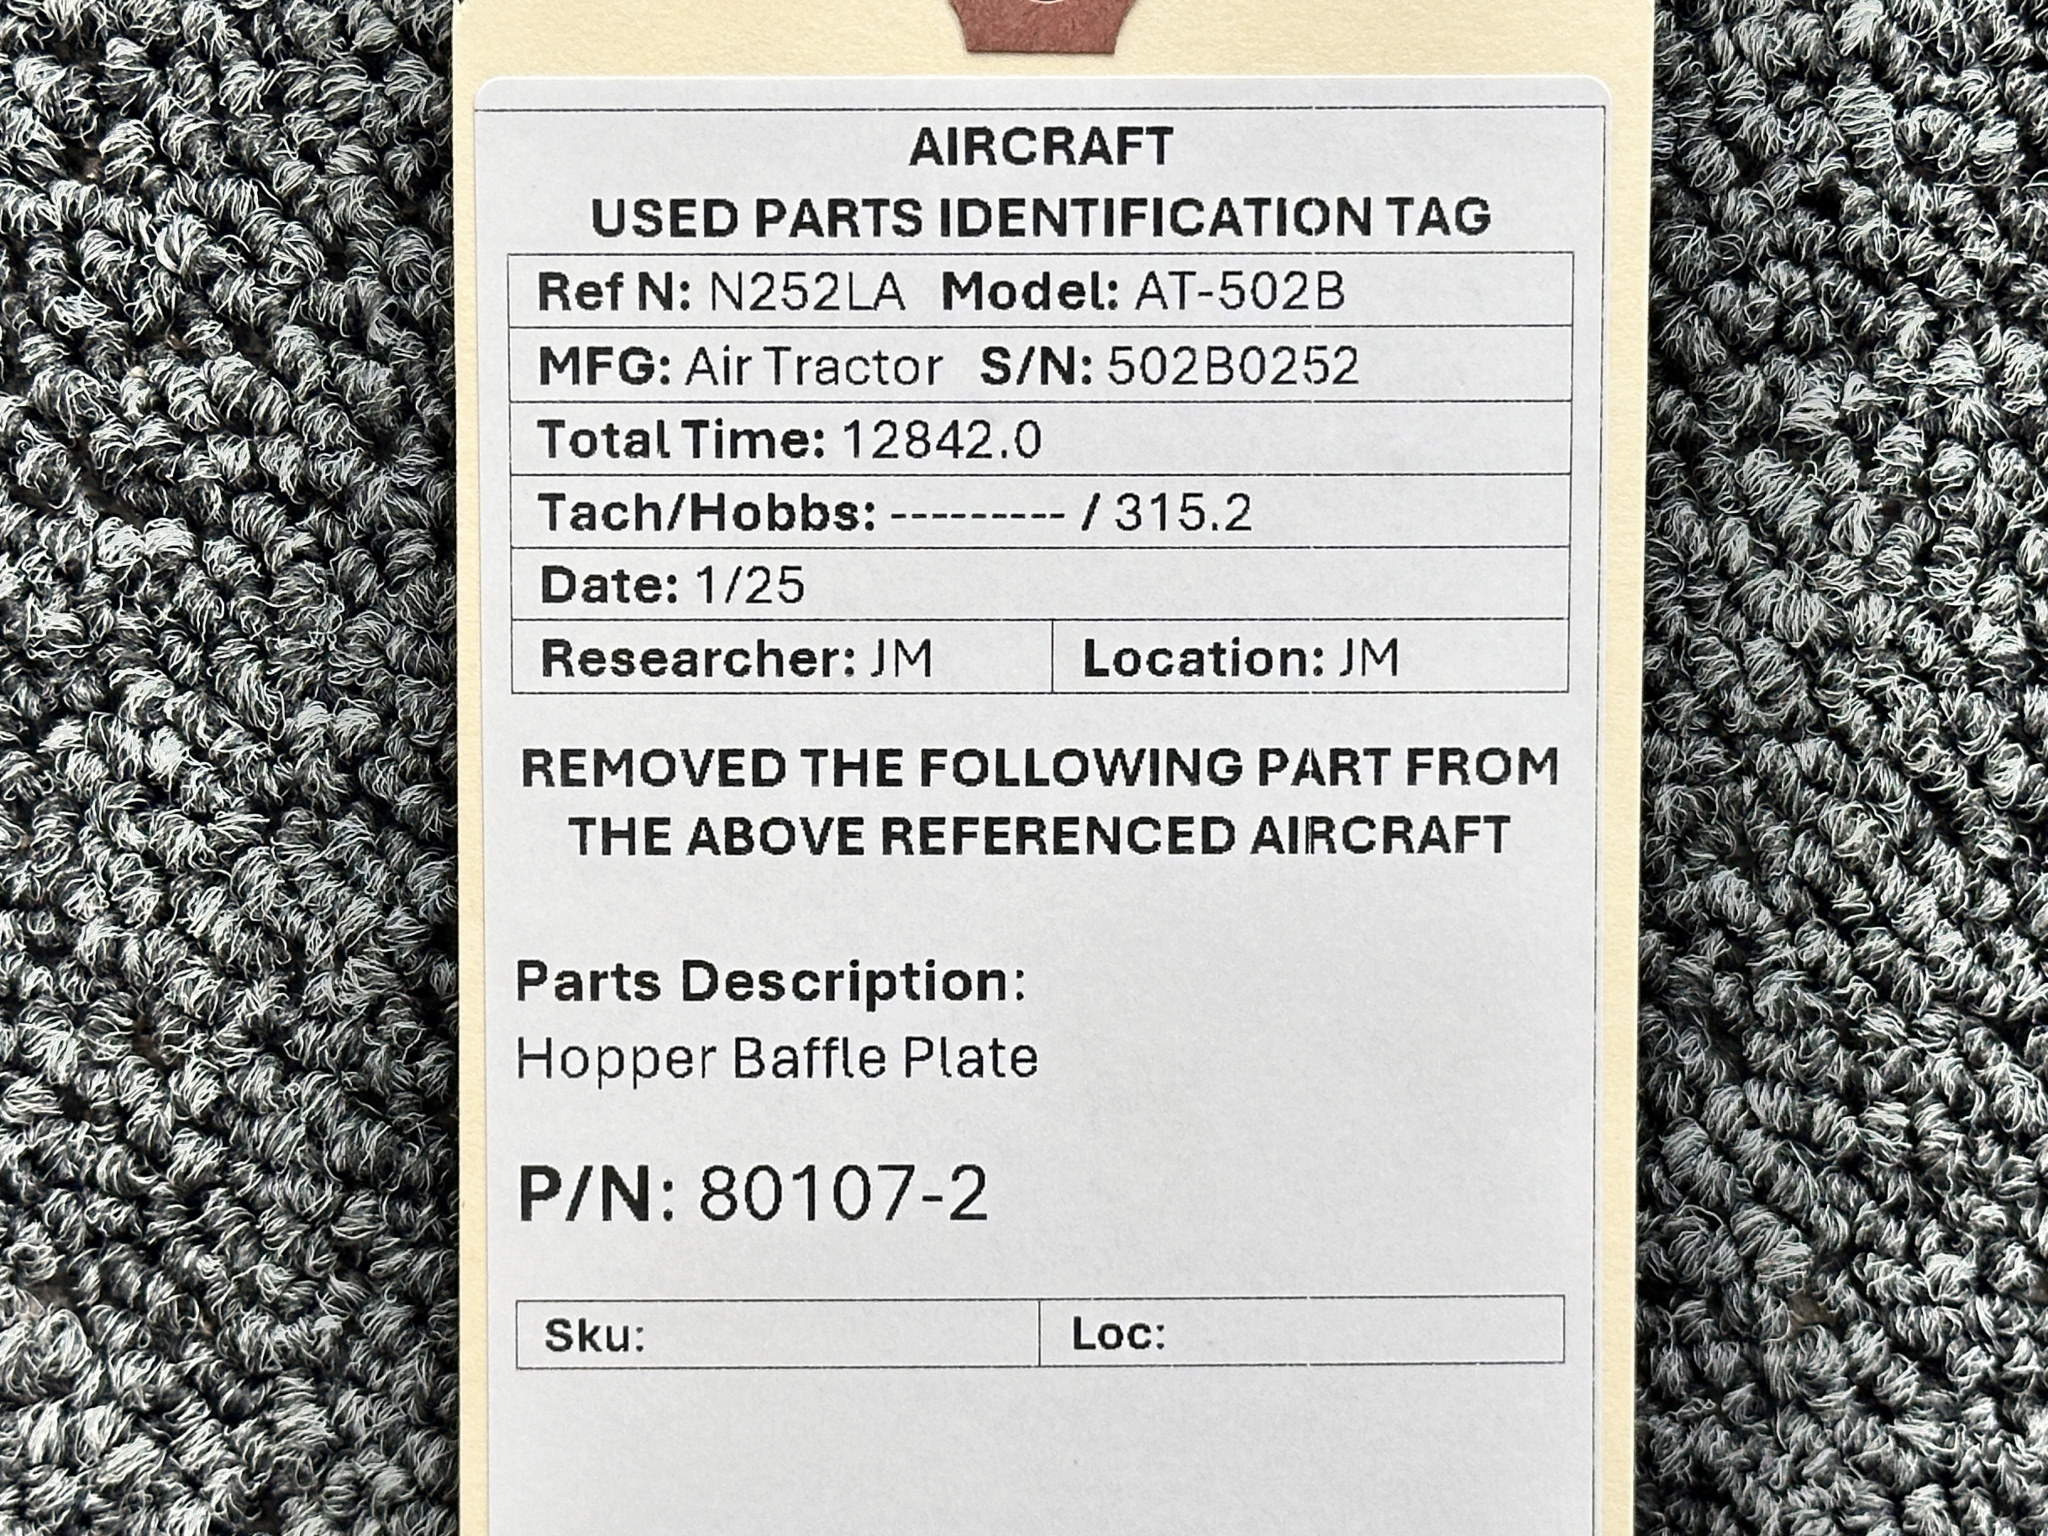 AIRCRAFT
USED PARTS IDENTIFICATION TAG
Ref N: N252LA Model: AT-502B
MFG: Air Tractor S/N: 502B0252
Total Time: 12842.0
Tach/Hobbs: --------- / 315.2
Date: 1/25
Researcher: JM Location: JM
REMOVED THE FOLLOWING PART FROM
THE ABOVE REFERENCED AIRCRAFT
Parts Description:
Hopper Baffle Plate
P/N: 80107-2
Sku: Loc: